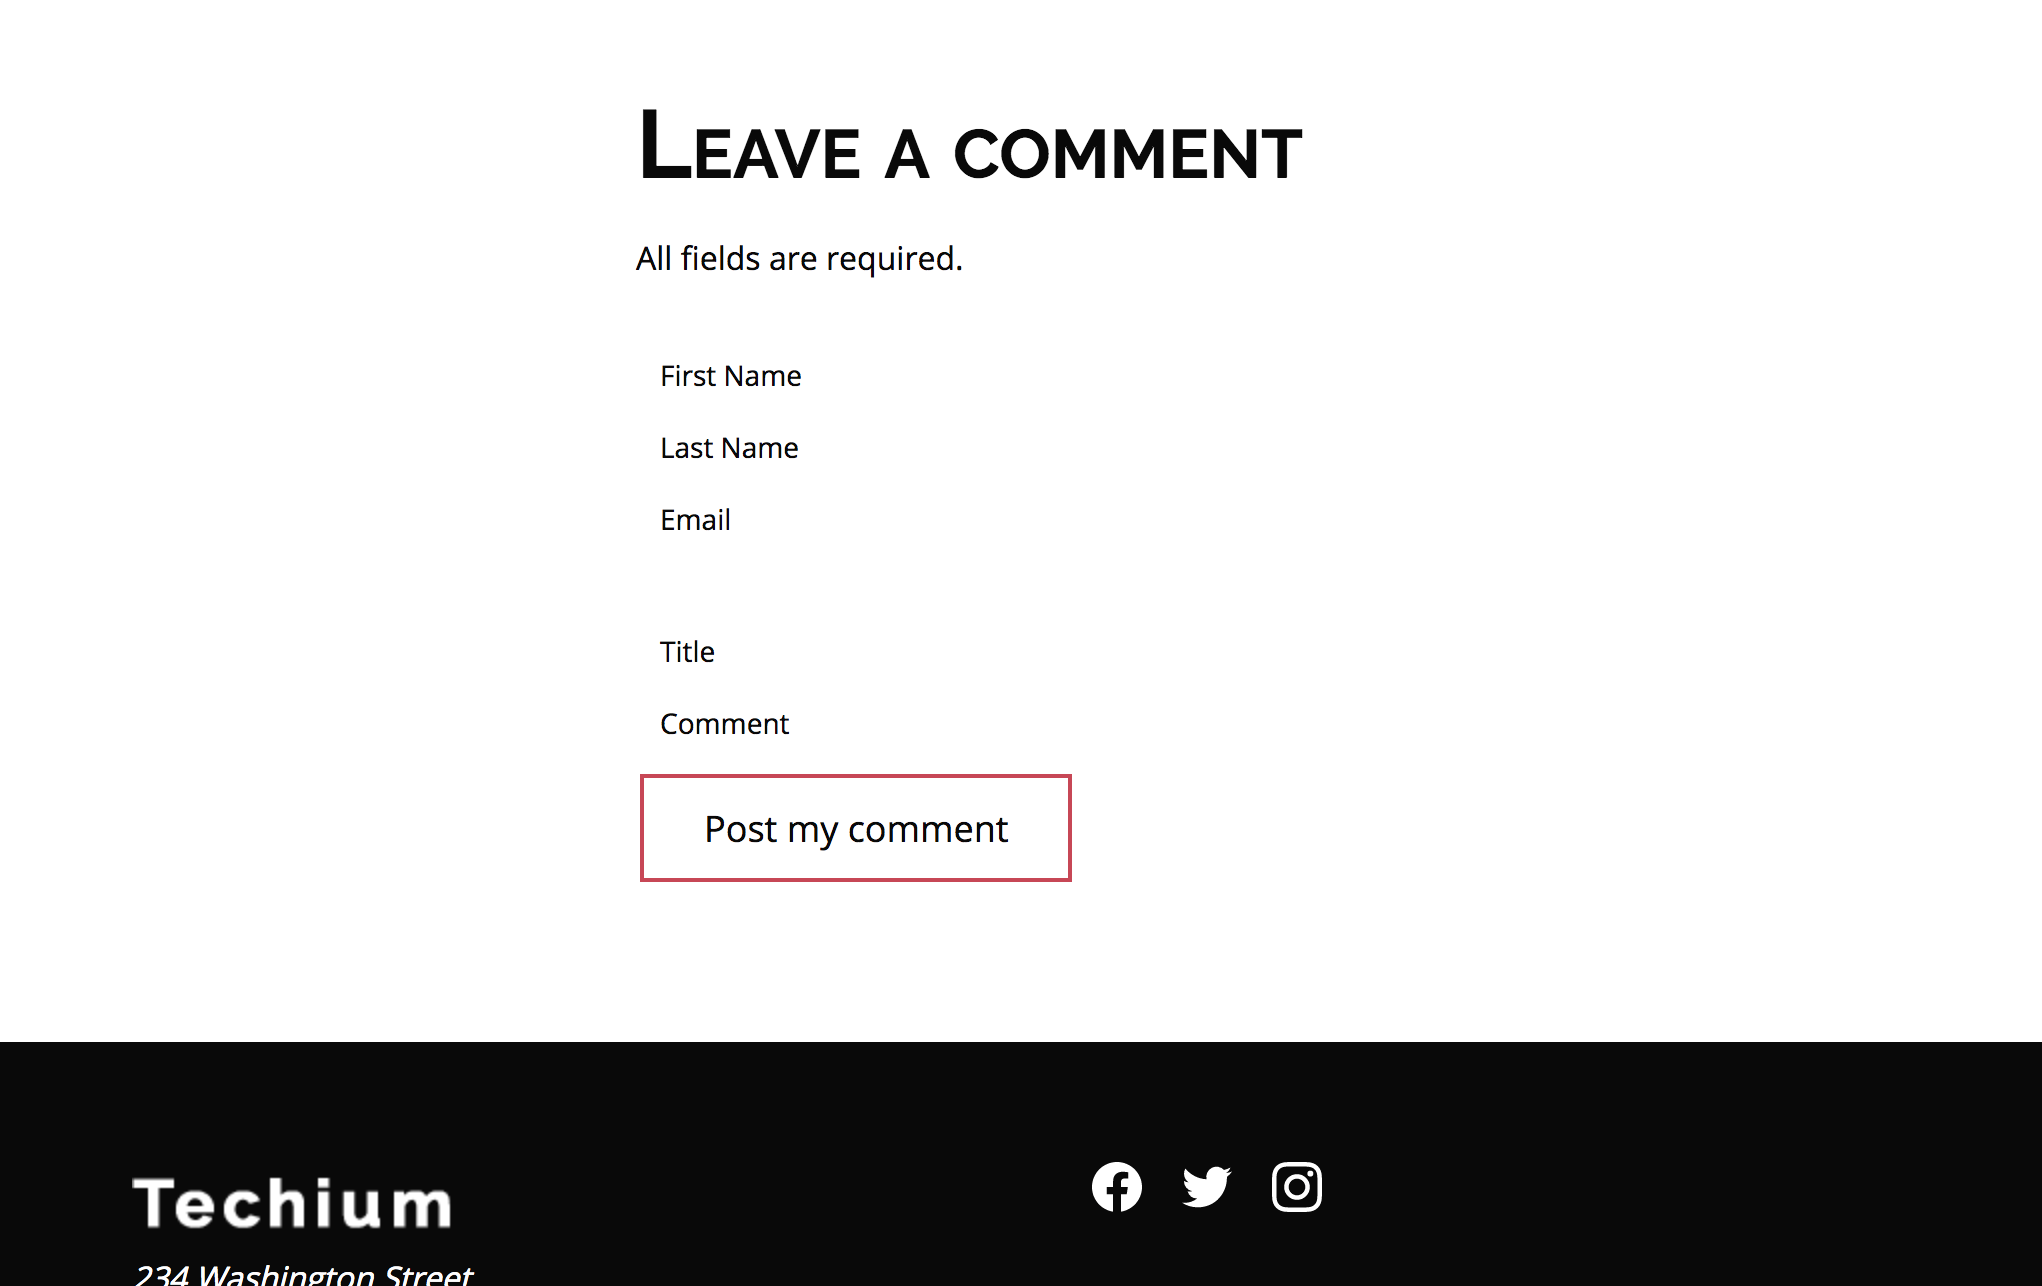 Leave a comment
All fields are required.
First Name
Last Name
Email
Title
Comment
Post my comment
Techium
234 Washington Street